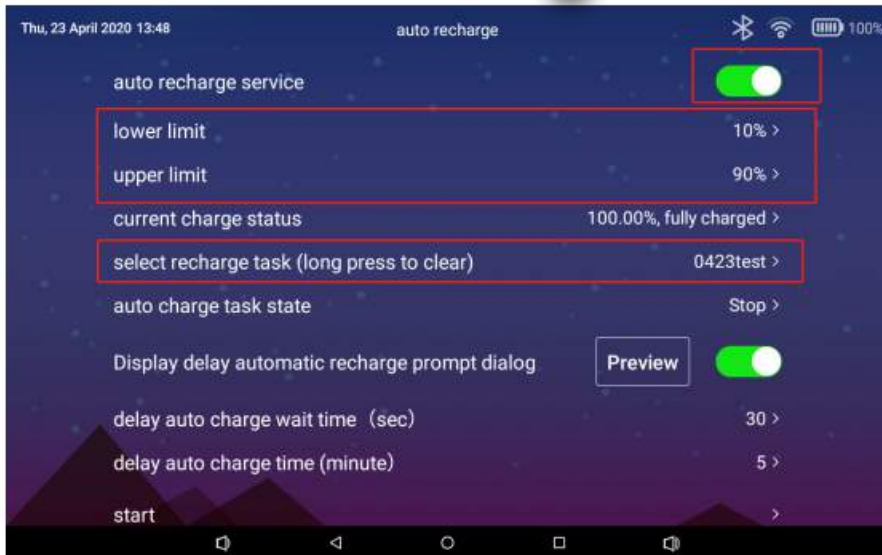 Thu, 23 April 2020 13:48 auto recharge 100%
auto recharge service
lower limit 10% >
upper limit 90% >
current charge status 100.00%, fully charged >
select recharge task (long press to clear) 0423test >
auto charge task state Stop >
Display delay automatic recharge prompt dialog Preview
delay auto charge wait time（sec） 30 >
delay auto charge time (minute） 5 >
start >